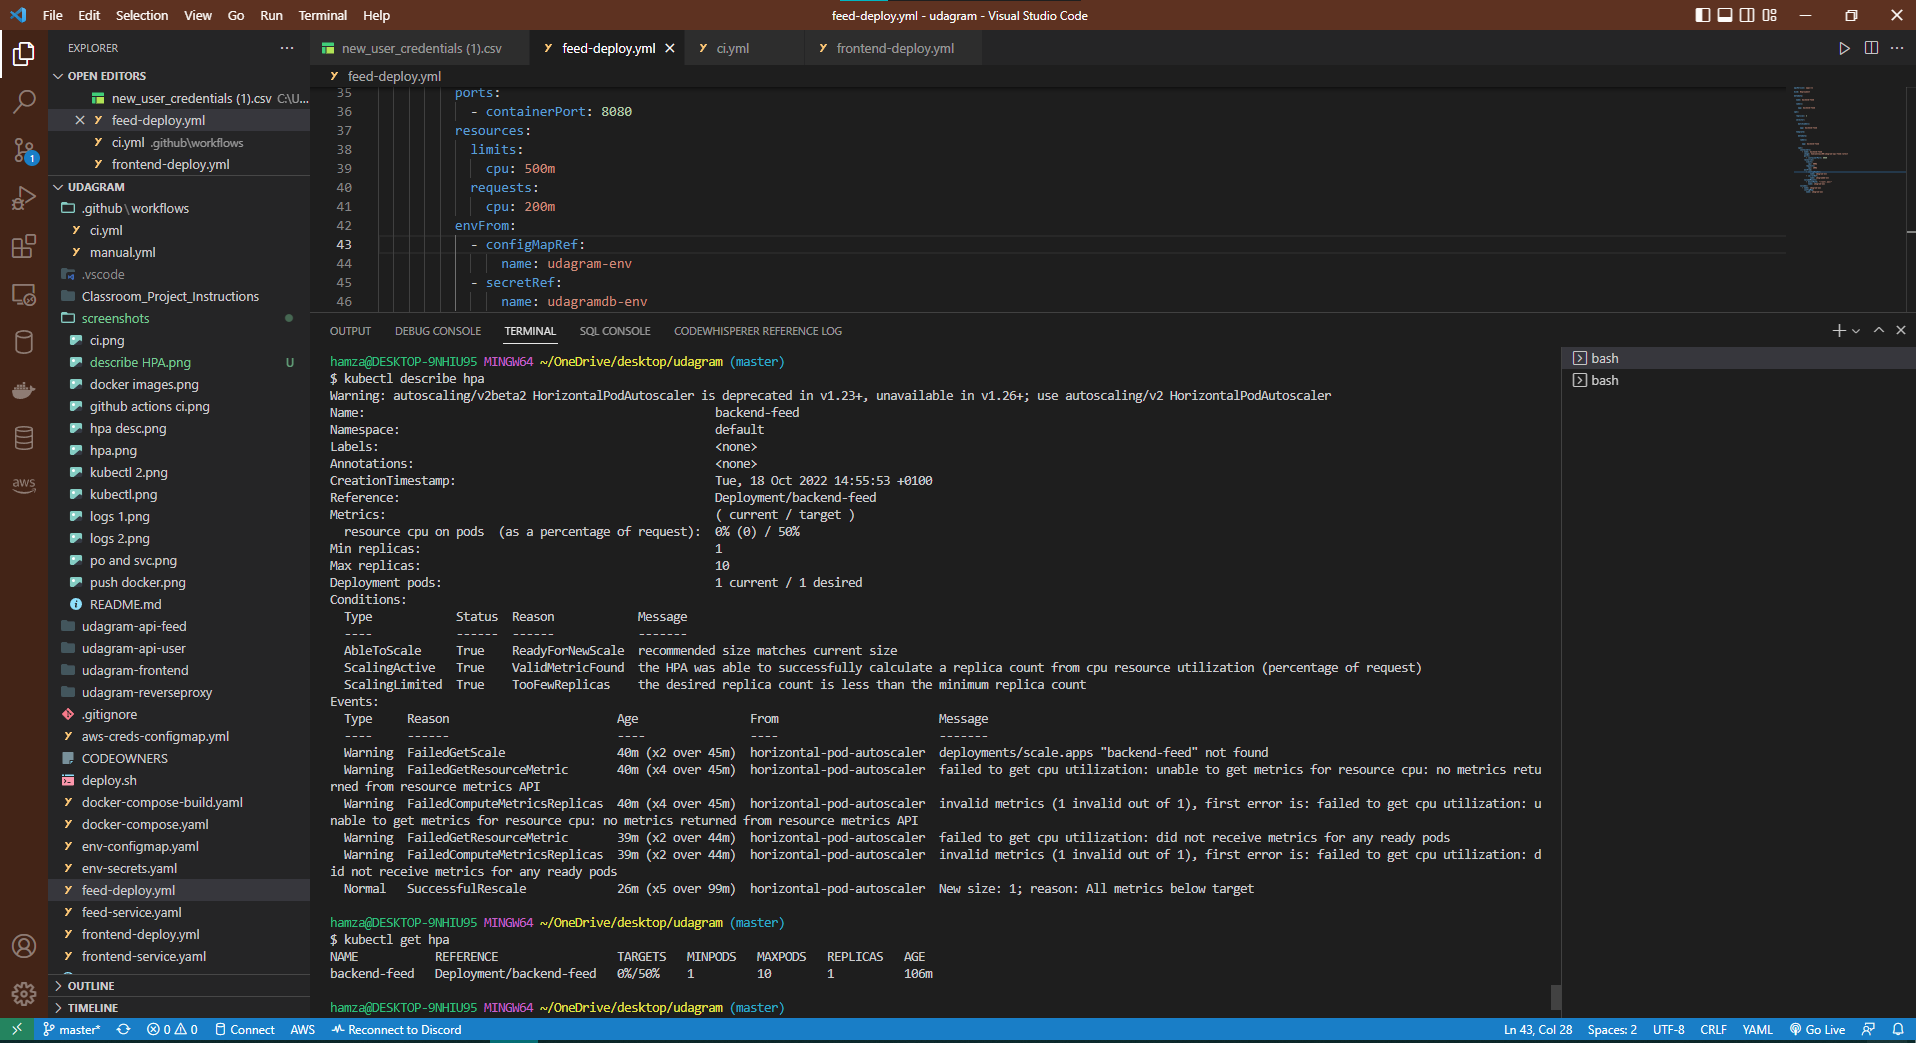 File Edit Selection View Go Run Terminal Help
feed-deploy.yml - udagram - Visual Studio Code
EXPLORER
OPEN EDITORS
new_user_credentials (1).csv C:\U...
feed-deploy.yml
ci.yml .github\workflows
frontend-deploy.yml
UDAGRAM
.github\workflows
ci.yml
manual.yml
.vscode
Classroom_Project_Instructions
screenshots
ci.png
describe HPA.png U
docker images.png
github actions ci.png
hpa desc.png
hpa.png
kubectl 2.png
kubectl.png
logs 1.png
logs 2.png
po and svc.png
push docker.png
README.md
udagram-api-feed
udagram-api-user
udagram-frontend
udagram-reverseproxy
.gitignore
aws-creds-configmap.yml
CODEOWNERS
deploy.sh
docker-compose-build.yaml
docker-compose.yaml
env-configmap.yaml
env-secrets.yaml
feed-deploy.yml
feed-service.yaml
frontend-deploy.yml
frontend-service.yaml
OUTLINE
TIMELINE
1
aws
new_user_credentials (1).csv feed-deploy.yml ci.yml frontend-deploy.yml
feed-deploy.yml
35 ports:
36 - containerPort: 8080
37 resources:
38 limits:
39 cpu: 500m
40 requests:
41 cpu: 200m
42 envFrom:
43 - configMapRef:
44 name: udagram-env
45 - secretRef:
46 name: udagramdb-env
OUTPUT DEBUG CONSOLE TERMINAL SQL CONSOLE CODEWHISPERER REFERENCE LOG
bash
bash
hamza@DESKTOP-9NHIU95 MINGW64 ~/OneDrive/desktop/udagram (master)
$ kubectl describe hpa
Warning: autoscaling/v2beta2 HorizontalPodAutoscaler is deprecated in v1.23+, unavailable in v1.26+; use autoscaling/v2 HorizontalPodAutoscaler
Name: backend-feed
Namespace: default
Labels: <none>
Annotations: <none>
CreationTimestamp: Tue, 18 Oct 2022 14:55:53 +0100
Reference: Deployment/backend-feed
Metrics: ( current / target )
resource cpu on pods (as a percentage of request): 0% (0) / 50%
Min replicas: 1
Max replicas: 10
Deployment pods: 1 current / 1 desired
Conditions:
Type Status Reason Message
---- ------ ------ -------
AbleToScale True ReadyForNewScale recommended size matches current size
ScalingActive True ValidMetricFound the HPA was able to successfully calculate a replica count from cpu resource utilization (percentage of request)
ScalingLimited True TooFewReplicas the desired replica count is less than the minimum replica count
Events:
Type Reason Age From Message
---- ------ ---- ---- -------
Warning FailedGetScale 40m (x2 over 45m) horizontal-pod-autoscaler deployments/scale.apps "backend-feed" not found
Warning FailedGetResourceMetric 40m (x4 over 45m) horizontal-pod-autoscaler failed to get cpu utilization: unable to get metrics for resource cpu: no metrics retu
rned from resource metrics API
Warning FailedComputeMetricsReplicas 40m (x4 over 45m) horizontal-pod-autoscaler invalid metrics (1 invalid out of 1), first error is: failed to get cpu utilization: u
nable to get metrics for resource cpu: no metrics returned from resource metrics API
Warning FailedGetResourceMetric 39m (x2 over 44m) horizontal-pod-autoscaler failed to get cpu utilization: did not receive metrics for any ready pods
Warning FailedComputeMetricsReplicas 39m (x2 over 44m) horizontal-pod-autoscaler invalid metrics (1 invalid out of 1), first error is: failed to get cpu utilization: d
id not receive metrics for any ready pods
Normal SuccessfulRescale 26m (x5 over 99m) horizontal-pod-autoscaler New size: 1; reason: All metrics below target
hamza@DESKTOP-9NHIU95 MINGW64 ~/OneDrive/desktop/udagram (master)
$ kubectl get hpa
NAME REFERENCE TARGETS MINPODS MAXPODS REPLICAS AGE
backend-feed Deployment/backend-feed 0%/50% 1 10 1 106m
hamza@DESKTOP-9NHIU95 MINGW64 ~/OneDrive/desktop/udagram (master)
master* 0 0 Connect AWS Reconnect to Discord Ln 43, Col 28 Spaces: 2 UTF-8 CRLF YAML Go Live